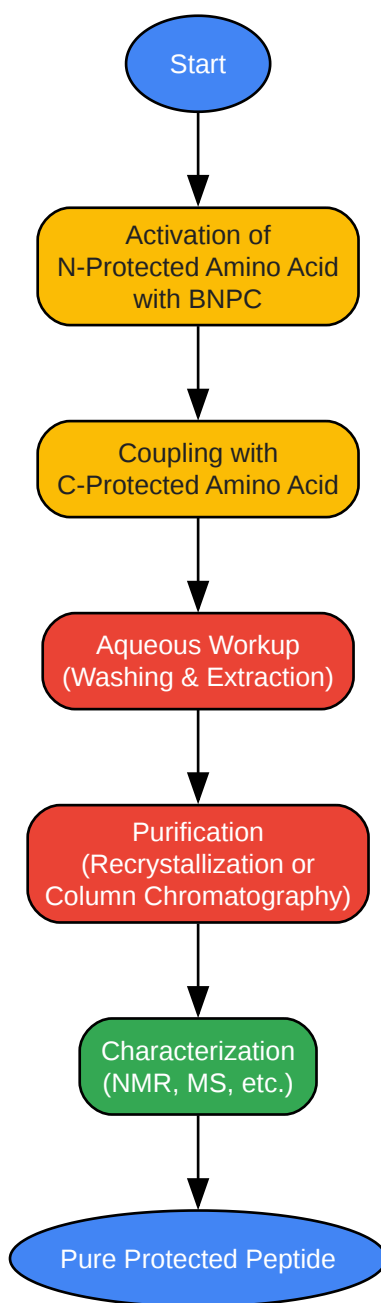 Start
Activation of
N-Protected Amino Acid
with BNPC
Coupling with
C-Protected Amino Acid
Aqueous Workup
(Washing & Extraction)
Purification
(Recrystallization or
Column Chromatography)
Characterization
(NMR, MS, etc.)
Pure Protected Peptide